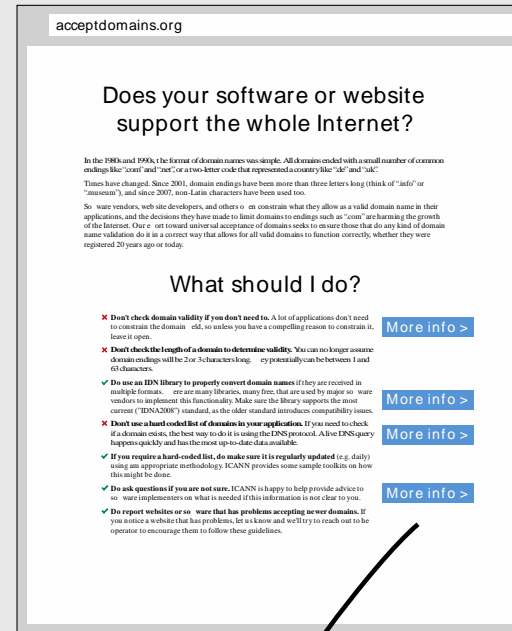 acceptdomains.org
Does your software or website
support the whole Internet?
In the 1980s and 1990s, the format of domain names was simple. All domains ended with a small number of common
endings like ".com" and ".net", or a two-letter code that represented a country like ".de" and ".uk".
Times have changed. Since 2001, domain endings have been more than three letters long (think of ".info" or
".museum"), and since 2007, non-Latin characters have been used too.
So ware vendors, web site developers, and others o en constrain what they allow as a valid domain name in their
applications, and the decisions they have made to limit domains to endings such as ".com" are harming the growth
of the Internet. Our e ort toward universal acceptance of domains seeks to ensure those that do any kind of domain
name validation do it in a correct way that allows for all valid domains to function correctly, whether they were
registered 20 years ago or today.
What should I do?
✘ Don't check domain validity if you don't need to. A lot of applications don't need
to constrain the domain eld, so unless you have a compelling reason to constrain it,
leave it open.
More info >
✘ Don't check the length of a domain to determine validity. You can no longer assume
domain endings will be 2 or 3 characters long. ey potentially can be between 1 and
63 characters.
✔ Do use an IDN library to properly convert domain names if they are received in
multiple formats. ere are many libraries, many free, that are used by major so ware
vendors to implement this functionality. Make sure the library supports the most
current ("IDNA2008") standard, as the older standard introduces compatibility issues.
More info >
✘ Don't use a hard coded list of domains in your application. If you need to check
if a domain exists, the best way to do it is using the DNS protocol. A live DNS query
happens quickly and has the most up-to-date data available.
More info >
✔ If you require a hard-coded list, do make sure it is regularly updated (e.g. daily)
using am appropriate methodology. ICANN provides some sample toolkits on how
this might be done.
✔ Do ask questions if you are not sure. ICANN is happy to help provide advice to
so ware implementers on what is needed if this information is not clear to you.
More info >
✔ Do report websites or so ware that has problems accepting newer domains. If
you notice a website that has problems, let us know and we'll try to reach out to he
operator to encourage them to follow these guidelines.